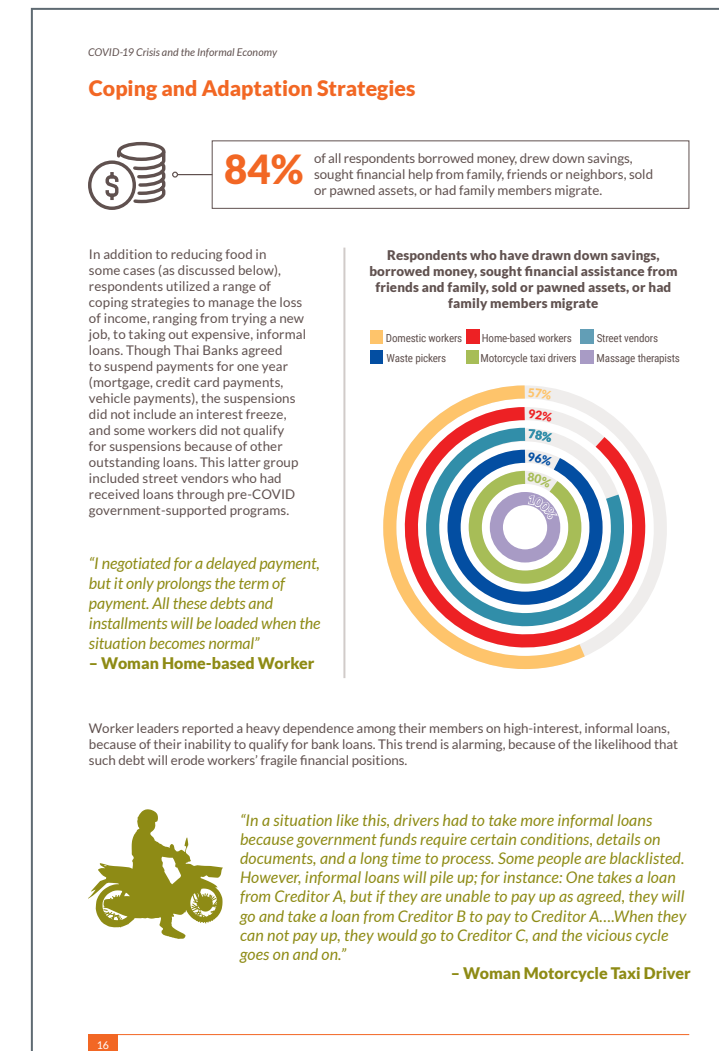 COVID-19 Crisis and the Informal Economy
Coping and Adaptation Strategies
$
84%
of all respondents borrowed money, drew down savings,
sought financial help from family, friends or neighbors, sold
or pawned assets, or had family members migrate.
In addition to reducing food in
some cases (as discussed below),
respondents utilized a range of
coping strategies to manage the loss
of income, ranging from trying a new
job, to taking out expensive, informal
loans. Though Thai Banks agreed
to suspend payments for one year
(mortgage, credit card payments,
vehicle payments), the suspensions
did not include an interest freeze,
and some workers did not qualify
for suspensions because of other
outstanding loans. This latter group
included street vendors who had
received loans through pre-COVID
government-supported programs.
“I negotiated for a delayed payment,
but it only prolongs the term of
payment. All these debts and
installments will be loaded when the
situation becomes normal”
– Woman Home-based Worker
Respondents who have drawn down savings,
borrowed money, sought financial assistance from
friends and family, sold or pawned assets, or had
family members migrate
Domestic workers Home-based workers Street vendors
Waste pickers Motorcycle taxi drivers Massage therapists
57%
92%
78%
96%
80%
100%
Worker leaders reported a heavy dependence among their members on high-interest, informal loans,
because of their inability to qualify for bank loans. This trend is alarming, because of the likelihood that
such debt will erode workers’ fragile financial positions.
“In a situation like this, drivers had to take more informal loans
because government funds require certain conditions, details on
documents, and a long time to process. Some people are blacklisted.
However, informal loans will pile up; for instance: One takes a loan
from Creditor A, but if they are unable to pay up as agreed, they will
go and take a loan from Creditor B to pay to Creditor A....When they
can not pay up, they would go to Creditor C, and the vicious cycle
goes on and on.”
– Woman Motorcycle Taxi Driver
16